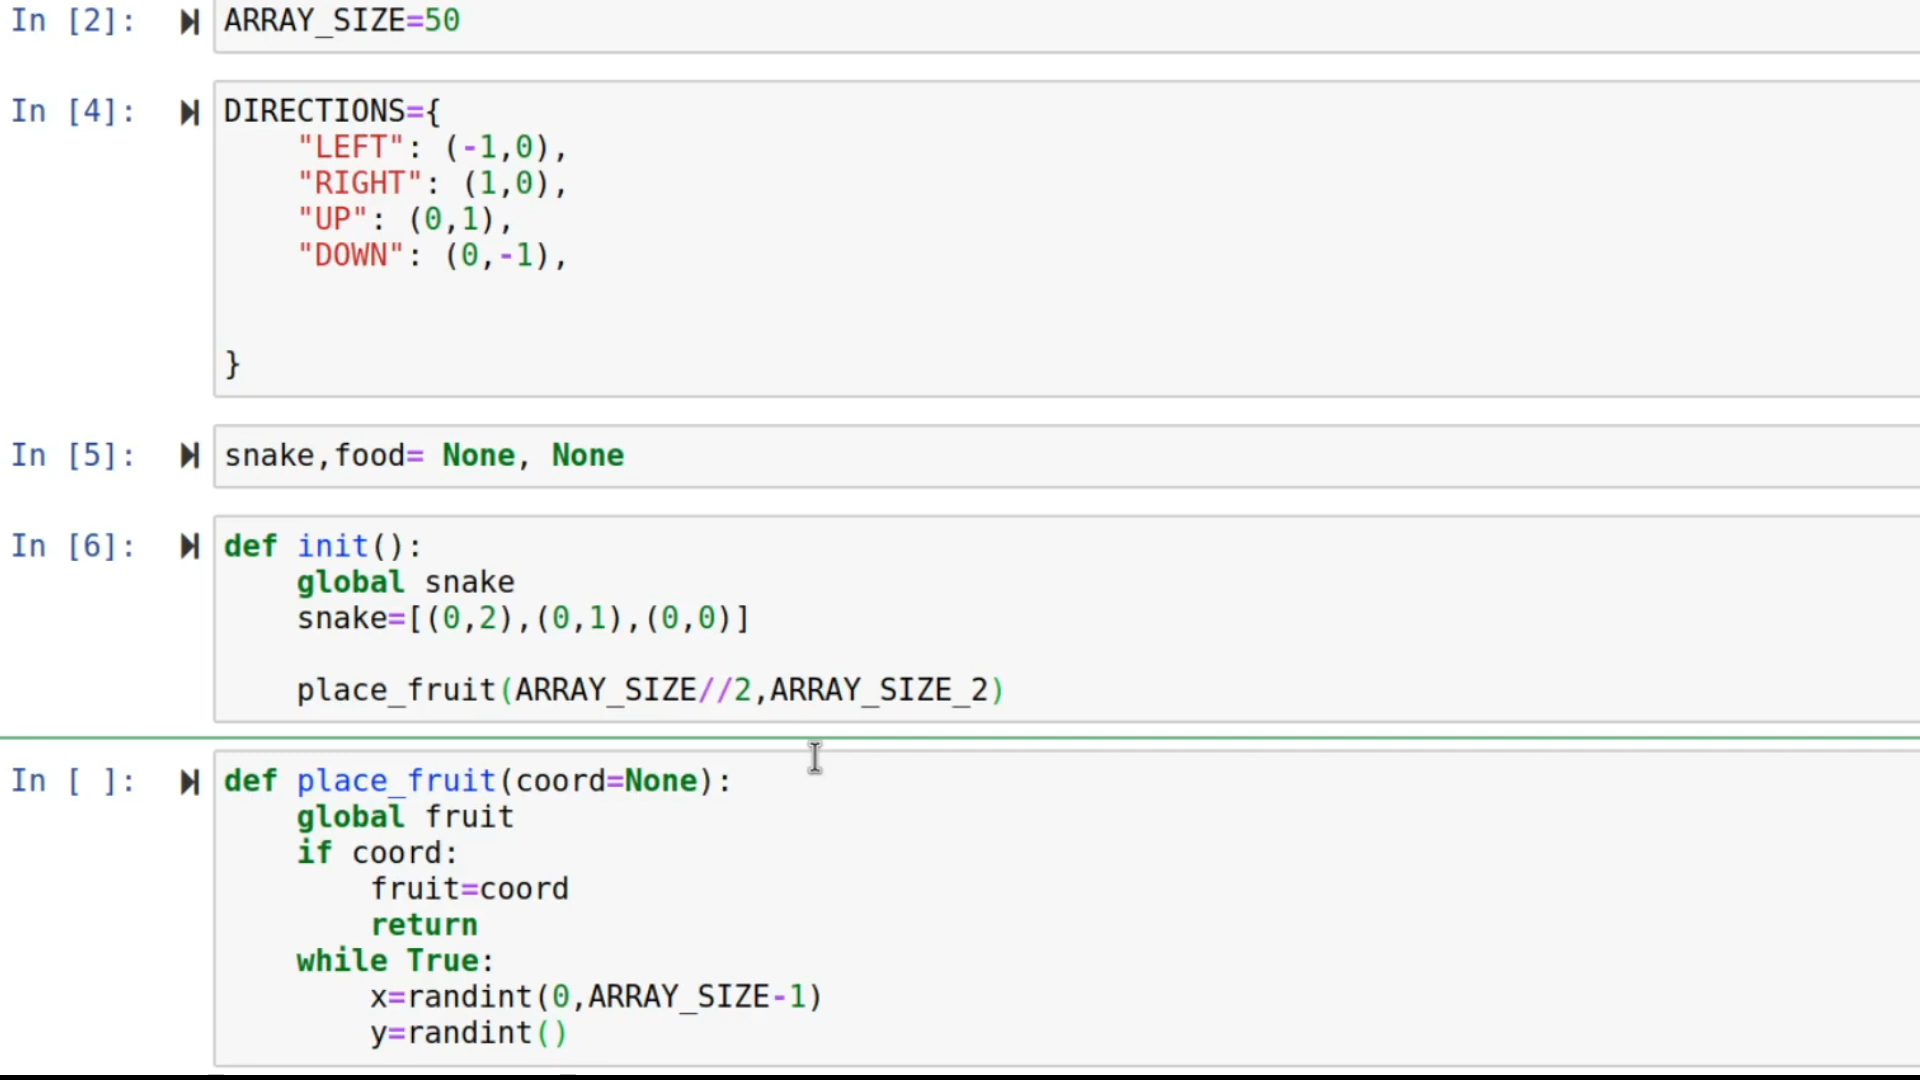 In [2]: ARRAY_SIZE=50
In [4]: DIRECTIONS={
"LEFT": (-1,0),
"RIGHT": (1,0),
"UP": (0,1),
"DOWN": (0,-1),
}
In [5]: snake,food= None, None
In [6]: def init():
global snake
snake=[(0,2),(0,1),(0,0)]
place_fruit(ARRAY_SIZE//2,ARRAY_SIZE_2)
In [ ]: def place_fruit(coord=None):
global fruit
if coord:
fruit=coord
return
while True:
x=randint(0,ARRAY_SIZE-1)
y=randint()